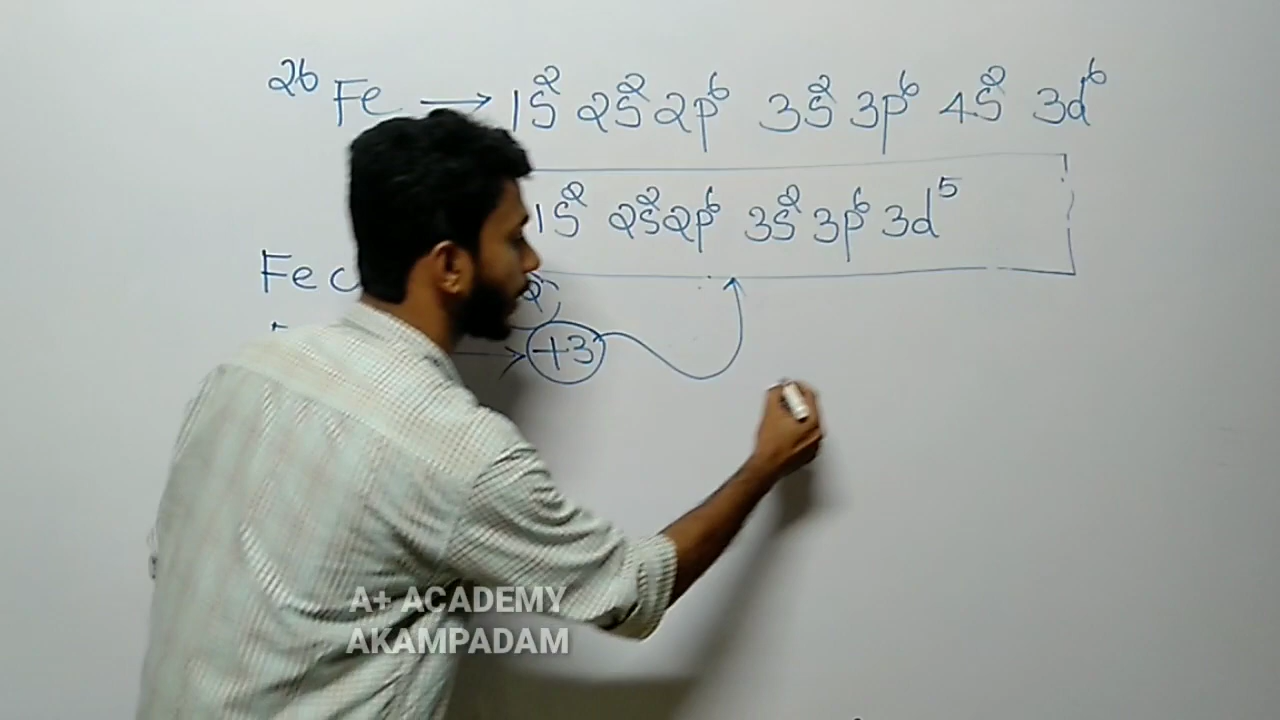 ²⁶Fe → 1s² 2s² 2p⁶ 3s² 3p⁶ 4s² 3d⁶
1s² 2s² 2p⁶ 3s² 3p⁶ 3d⁵
Fe
+3
A+ ACADEMY
AKAMPADAM